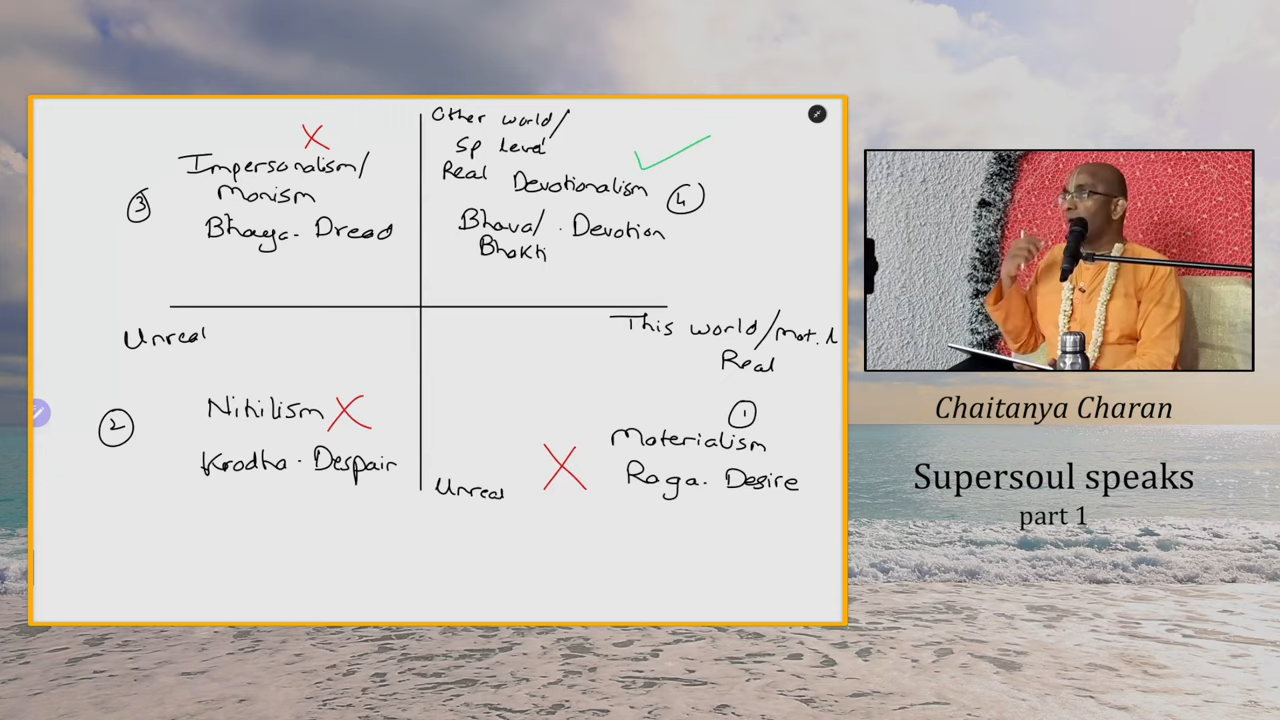 Other world/
Sp level
Real
Devotionalism
④
Bhava/ . Devotion
Bhakti
③
Impersonalism/
Monism
Bhaya - Dread
Unreal
This world/mat. l
Real
②
Nihilism
Krodha . Despair
①
Materialism
Raga . Desire
Unreal
Chaitanya Charan
Supersoul speaks
part 1